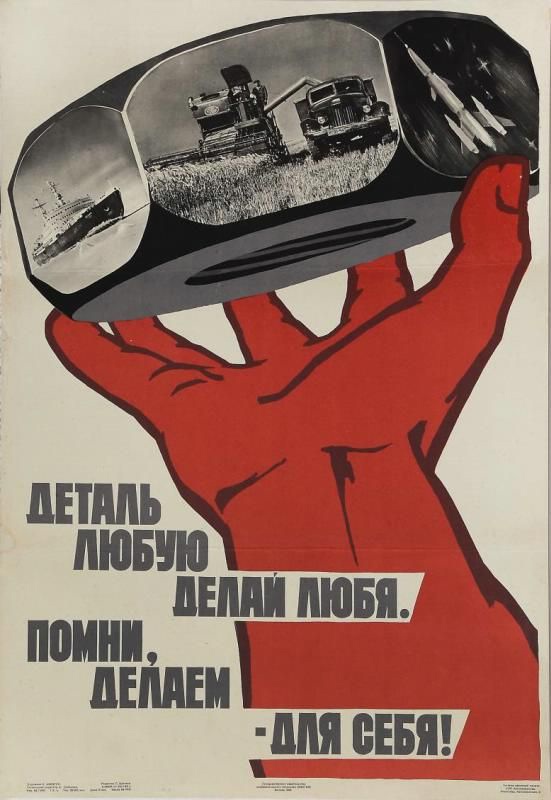 ДЕТАЛЬ
ЛЮБУЮ
ДЕЛАЙ ЛЮБЯ.
ПОМНИ,
ДЕЛАЕМ
-ДЛЯ СЕБЯ!